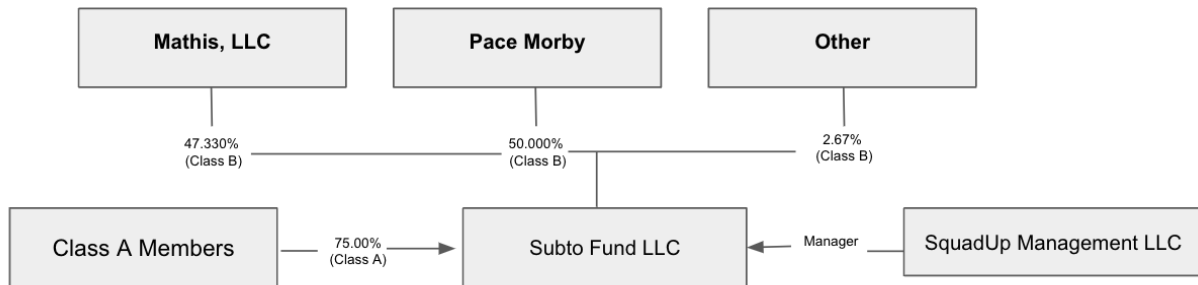 Mathis, LLC
Pace Morby
Other
47.330%
(Class B)
50.000%
(Class B)
2.67%
(Class B)
Class A Members
75.00%
(Class A)
Subto Fund LLC
Manager
SquadUp Management LLC